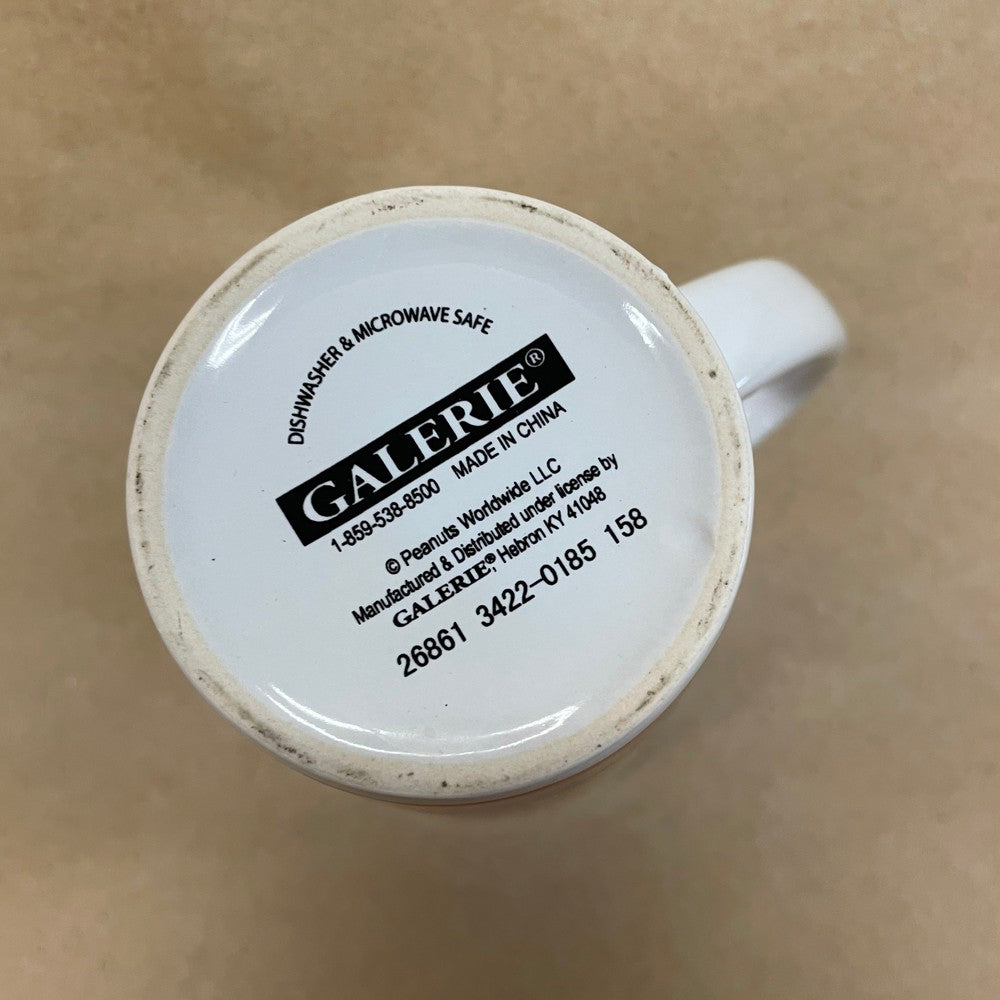 DISHWASHER & MICROWAVE SAFE
GALERIE®
1-859-538-8500 MADE IN CHINA
© Peanuts Worldwide LLC
Manufactured & Distributed under license by
GALERIE®, Hebron KY 41048
26861 3422-0185 158